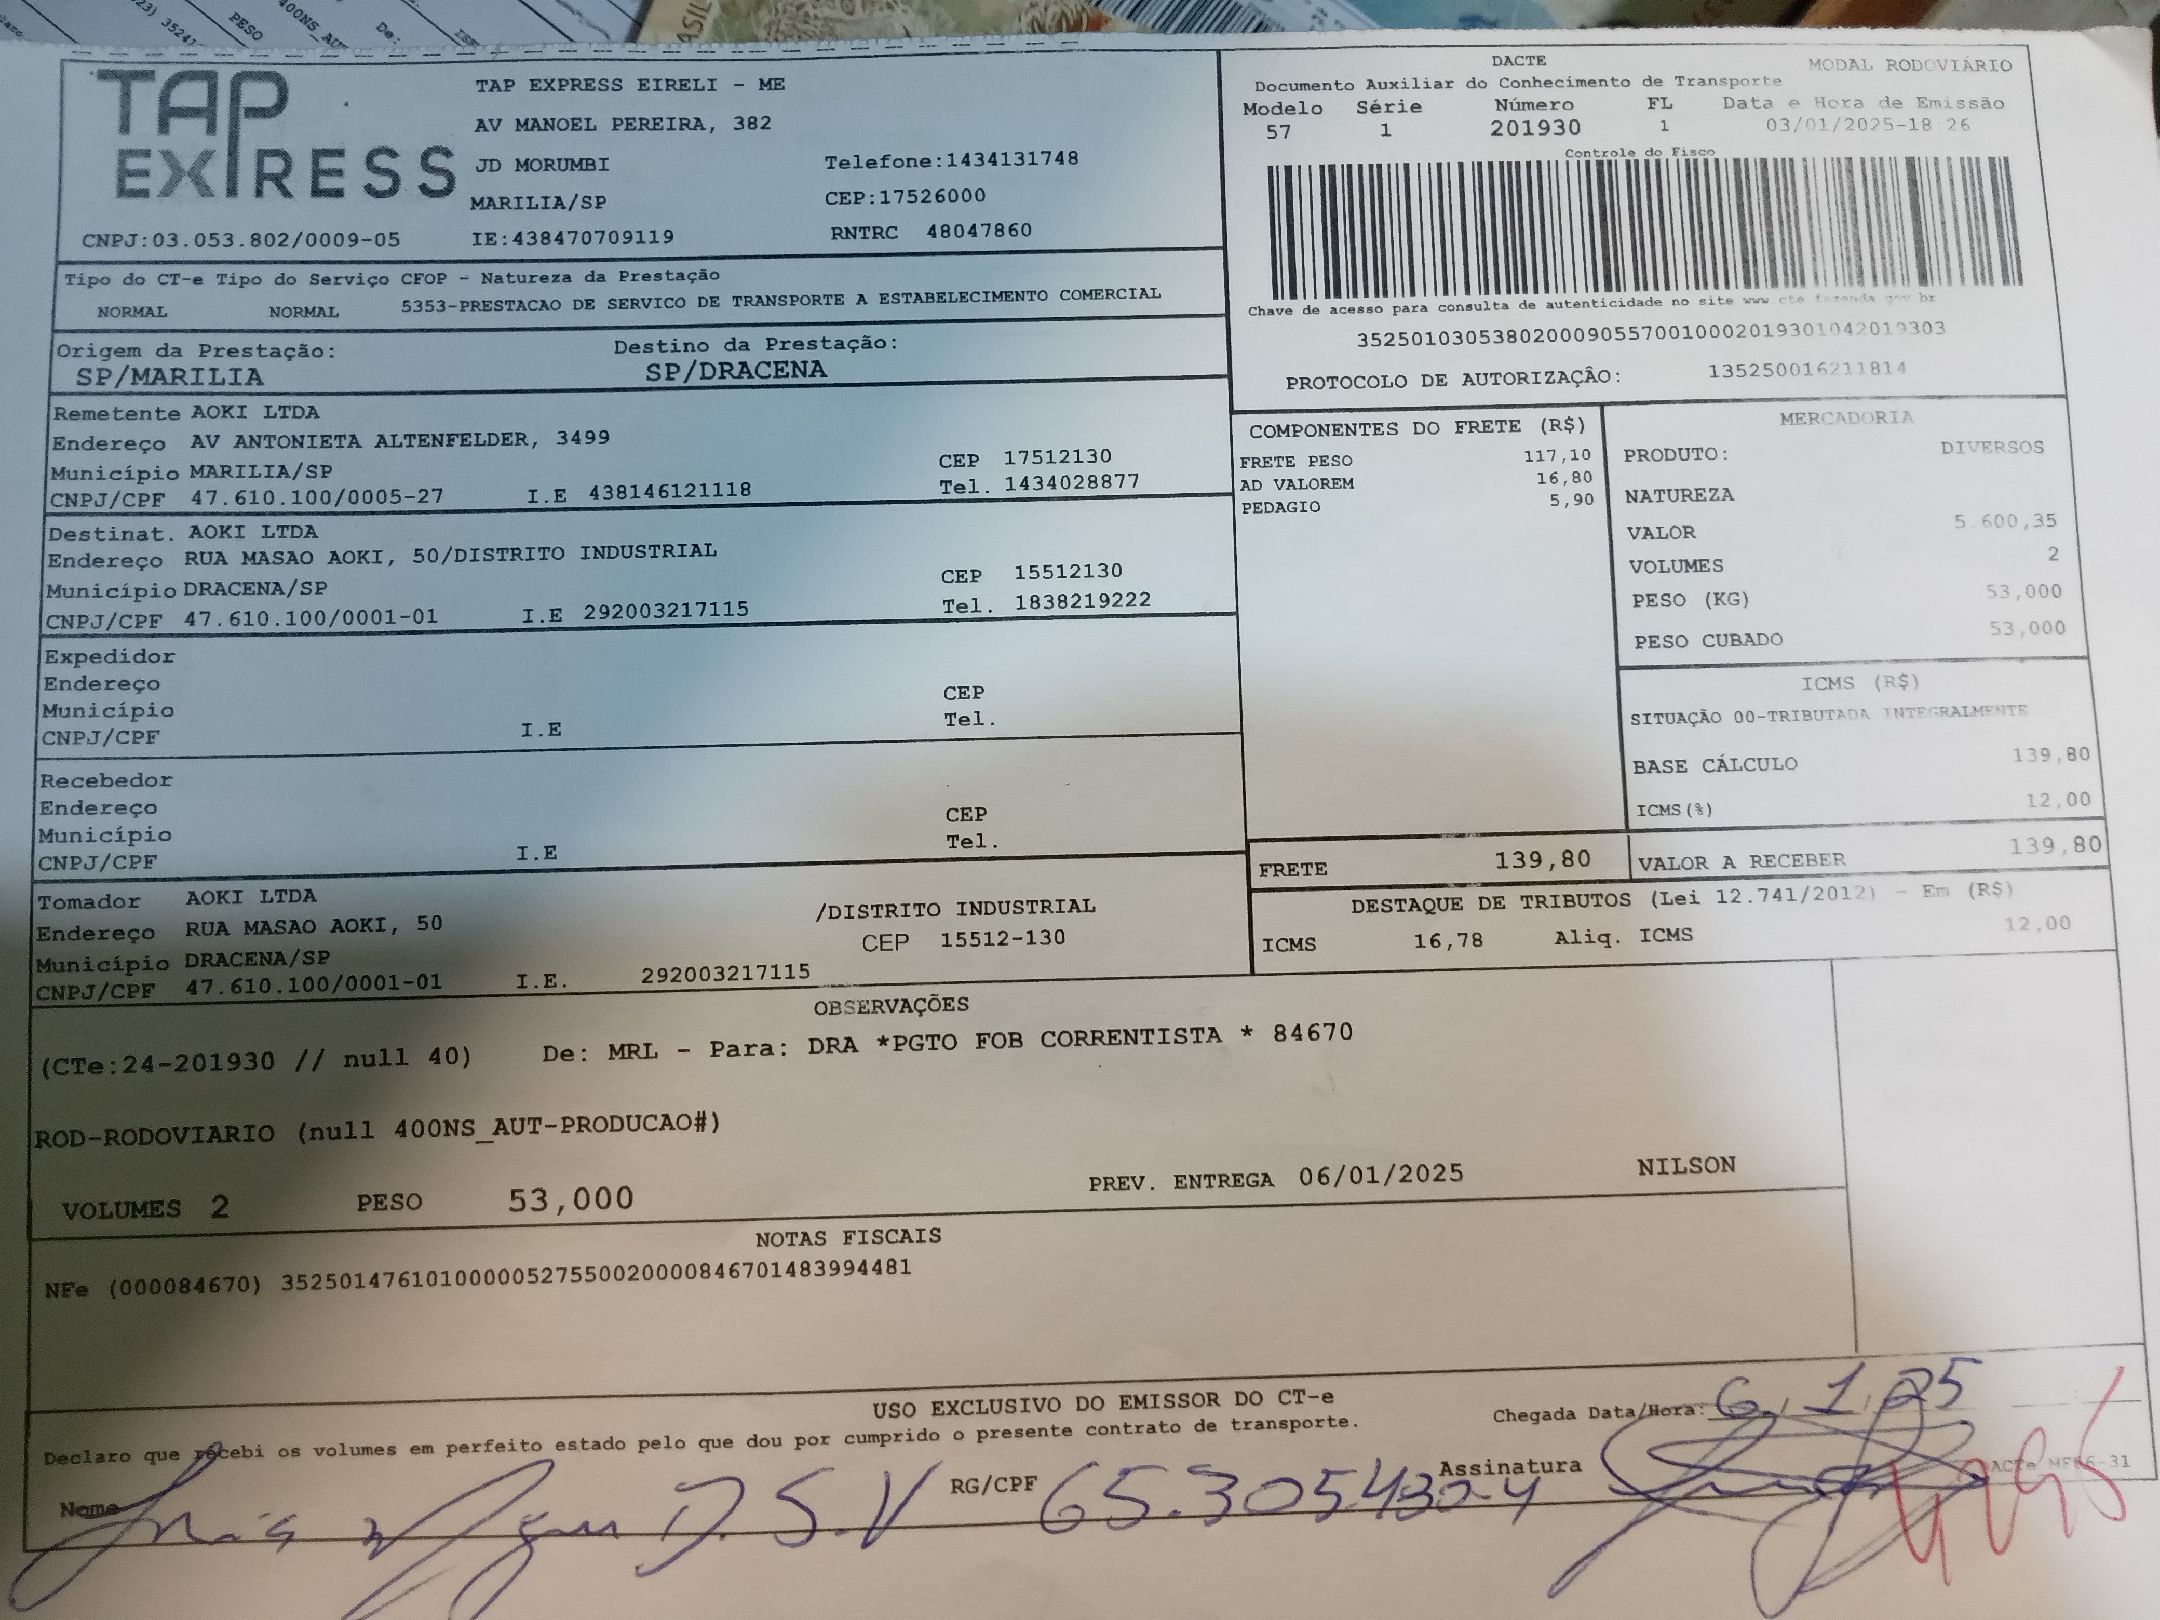 TAP
EXPRESS
TAP EXPRESS EIRELI - ME
AV MANOEL PEREIRA, 382
JD MORUMBI
Telefone:1434131748
MARILIA/SP
CEP:17526000
CNPJ:03.053.802/0009-05 IE:438470709119 RNTRC 48047860
DACTE
MODAL RODOVIÁRIO
Documento Auxiliar do Conhecimento de Transporte
Modelo Série Número FL Data e Hora de Emissão
57 1 201930 1 03/01/2025-18:26
Controle do Fisco
Chave de acesso para consulta de autenticidade no site www.cte.fazenda.gov.br
35250103053802000905570010002019301042019303
PROTOCOLO DE AUTORIZAÇÂO: 135250016211814
Tipo do CT-e Tipo do Serviço CFOP - Natureza da Prestação
NORMAL NORMAL 5353-PRESTACAO DE SERVICO DE TRANSPORTE A ESTABELECIMENTO COMERCIAL
Origem da Prestação: Destino da Prestação:
SP/MARILIA SP/DRACENA
Remetente AOKI LTDA
Endereço AV ANTONIETA ALTENFELDER, 3499
Município MARILIA/SP CEP 17512130
CNPJ/CPF 47.610.100/0005-27 I.E 438146121118 Tel. 1434028877
Destinat. AOKI LTDA
Endereço RUA MASAO AOKI, 50/DISTRITO INDUSTRIAL
Município DRACENA/SP CEP 15512130
CNPJ/CPF 47.610.100/0001-01 I.E 292003217115 Tel. 1838219222
Expedidor
Endereço
Município CEP
CNPJ/CPF I.E Tel.
Recebedor
Endereço
Município CEP
CNPJ/CPF I.E Tel.
Tomador AOKI LTDA
Endereço RUA MASAO AOKI, 50 /DISTRITO INDUSTRIAL
Município DRACENA/SP CEP 15512-130
CNPJ/CPF 47.610.100/0001-01 I.E. 292003217115
COMPONENTES DO FRETE (R$)
FRETE PESO 117,10
AD VALOREM 16,80
PEDAGIO 5,90
MERCADORIA
PRODUTO: DIVERSOS
NATUREZA
VALOR 5.600,35
VOLUMES 2
PESO (KG) 53,000
PESO CUBADO 53,000
ICMS (R$)
SITUAÇÃO 00-TRIBUTADA INTEGRALMENTE
BASE CÁLCULO 139,80
ICMS(%) 12,00
FRETE 139,80 VALOR A RECEBER 139,80
DESTAQUE DE TRIBUTOS (Lei 12.741/2012) - Em (R$)
ICMS 16,78 Aliq. ICMS 12,00
OBSERVAÇÕES
(CTe:24-201930 // null 40) De: MRL - Para: DRA *PGTO FOB CORRENTISTA * 84670
ROD-RODOVIARIO (null 400NS_AUT-PRODUCAO#)
VOLUMES 2 PESO 53,000 PREV. ENTREGA 06/01/2025 NILSON
NOTAS FISCAIS
NFe (000084670) 35250147610100000527550020000846701483994481
USO EXCLUSIVO DO EMISSOR DO CT-e
Declaro que recebi os volumes em perfeito estado pelo que dou por cumprido o presente contrato de transporte.
Chegada Data/Hora: 6/1/25
Nome D.S.V RG/CPF 65.305430-4 Assinatura